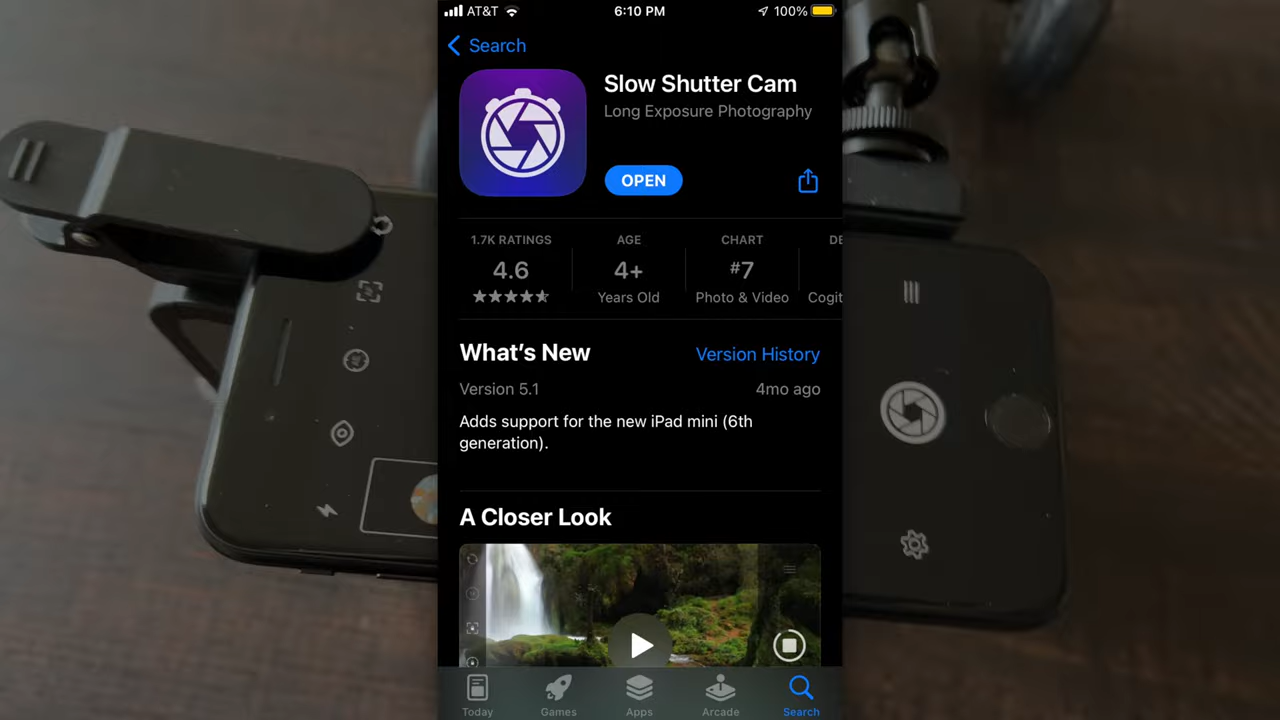 AT&T
6:10 PM
100%
Search
Slow Shutter Cam
Long Exposure Photography
OPEN
1.7K RATINGS
4.6
AGE
4+
Years Old
CHART
#7
Photo & Video
DE
Cogit
What's New
Version History
Version 5.1
4mo ago
Adds support for the new iPad mini (6th
generation).
A Closer Look
Today
Games
Apps
Arcade
Search